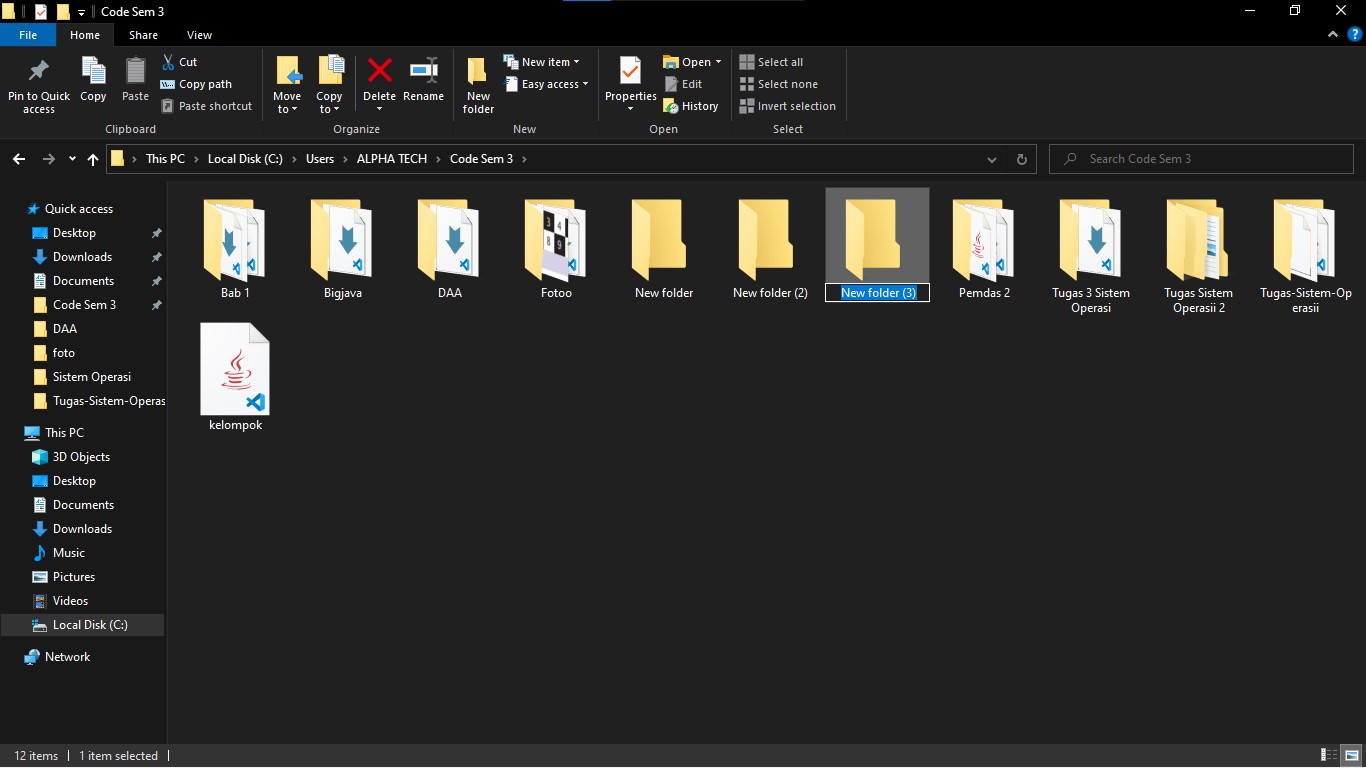 Code Sem 3
File Home Share View
Pin to Quick access
Copy
Paste
Cut
Copy path
Paste shortcut
Clipboard
Move to
Copy to
Delete
Rename
Organize
New folder
New item
Easy access
New
Properties
Open
Edit
History
Open
Select all
Select none
Invert selection
Select
This PC > Local Disk (C:) > Users > ALPHA TECH > Code Sem 3 >
Search Code Sem 3
Quick access
Desktop
Downloads
Documents
Code Sem 3
DAA
foto
Sistem Operasi
Tugas-Sistem-Operas
This PC
3D Objects
Desktop
Documents
Downloads
Music
Pictures
Videos
Local Disk (C:)
Network
Bab 1
Bigjava
DAA
3 4
8 9
Fotoo
New folder
New folder (2)
New folder (3)
Pemdas 2
Tugas 3 Sistem
Operasi
Tugas Sistem
Operasii 2
Tugas-Sistem-Op
erasii
kelompok
12 items
1 item selected